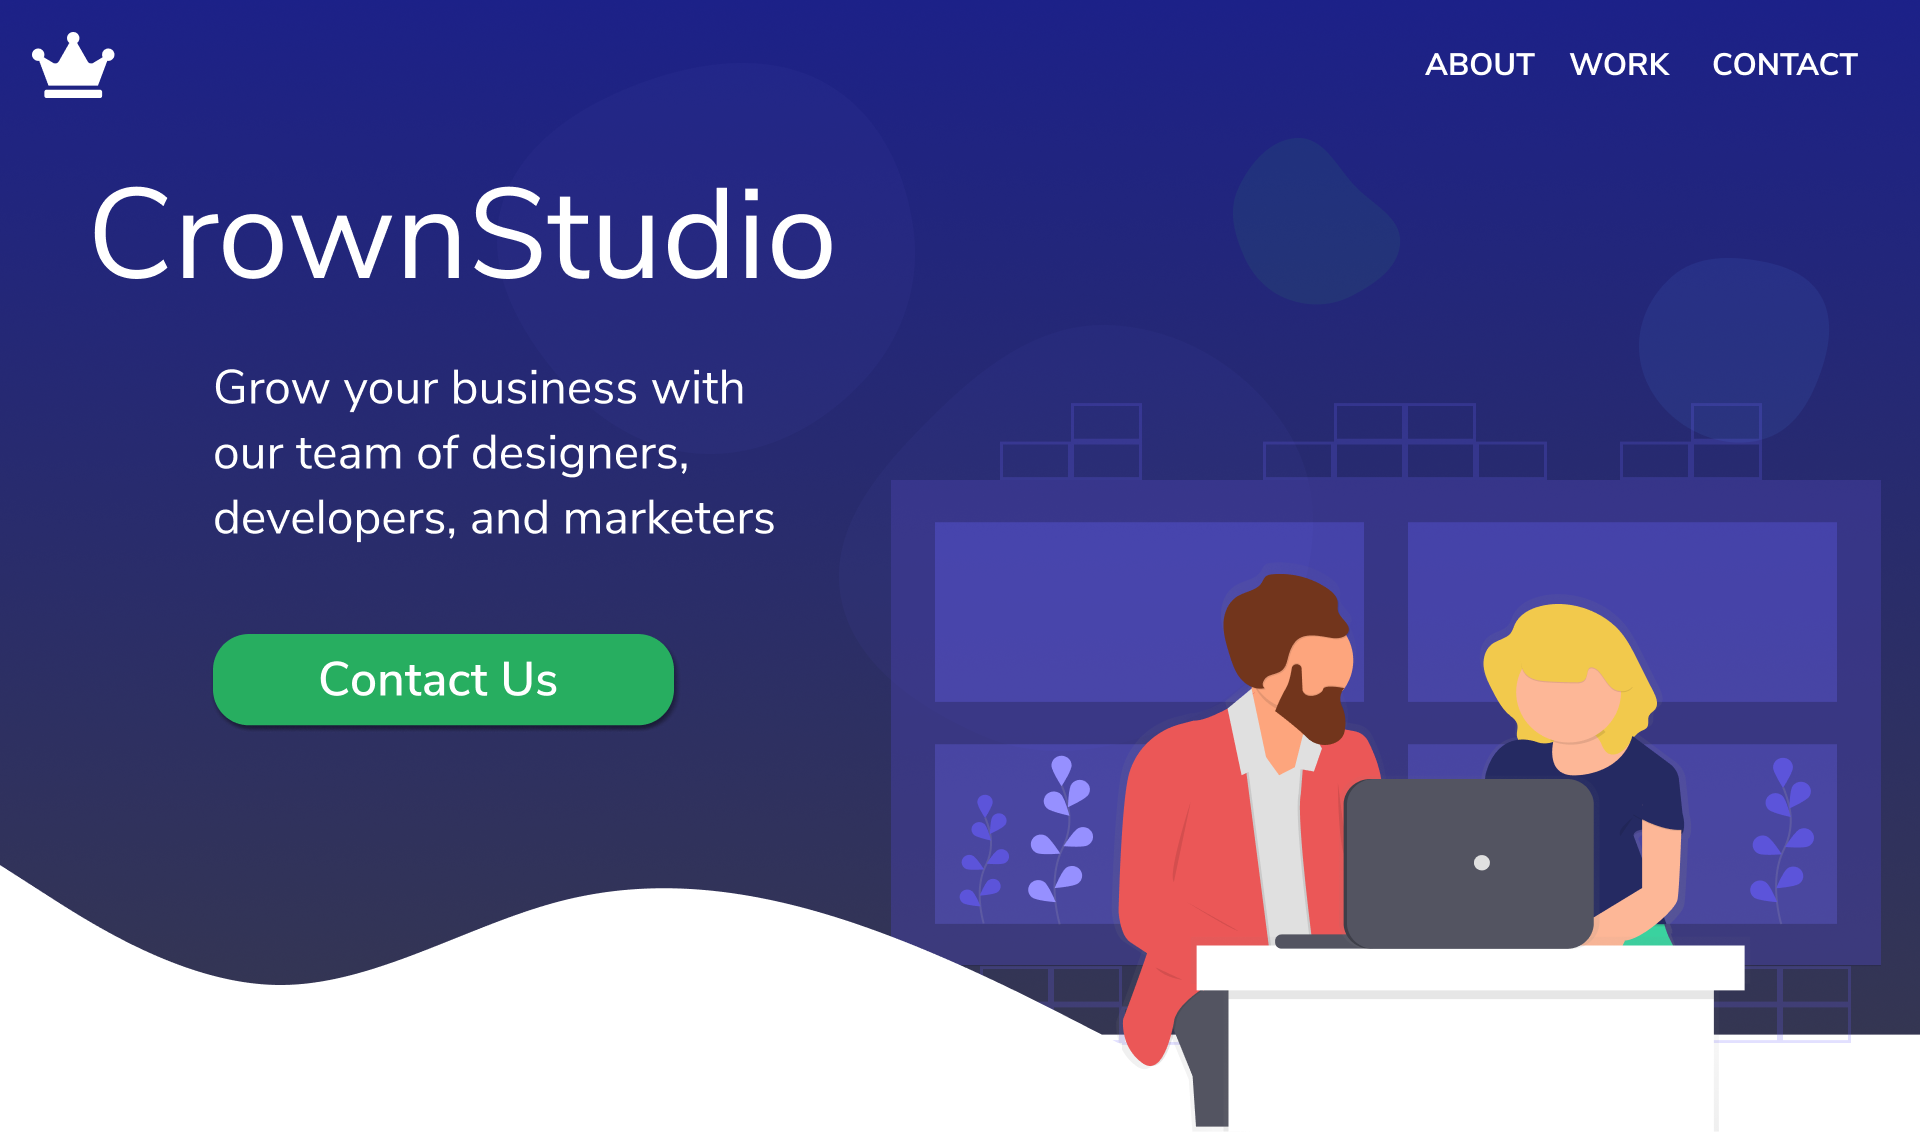 ABOUT WORK CONTACT
CrownStudio
Grow your business with
our team of designers,
developers, and marketers
Contact Us